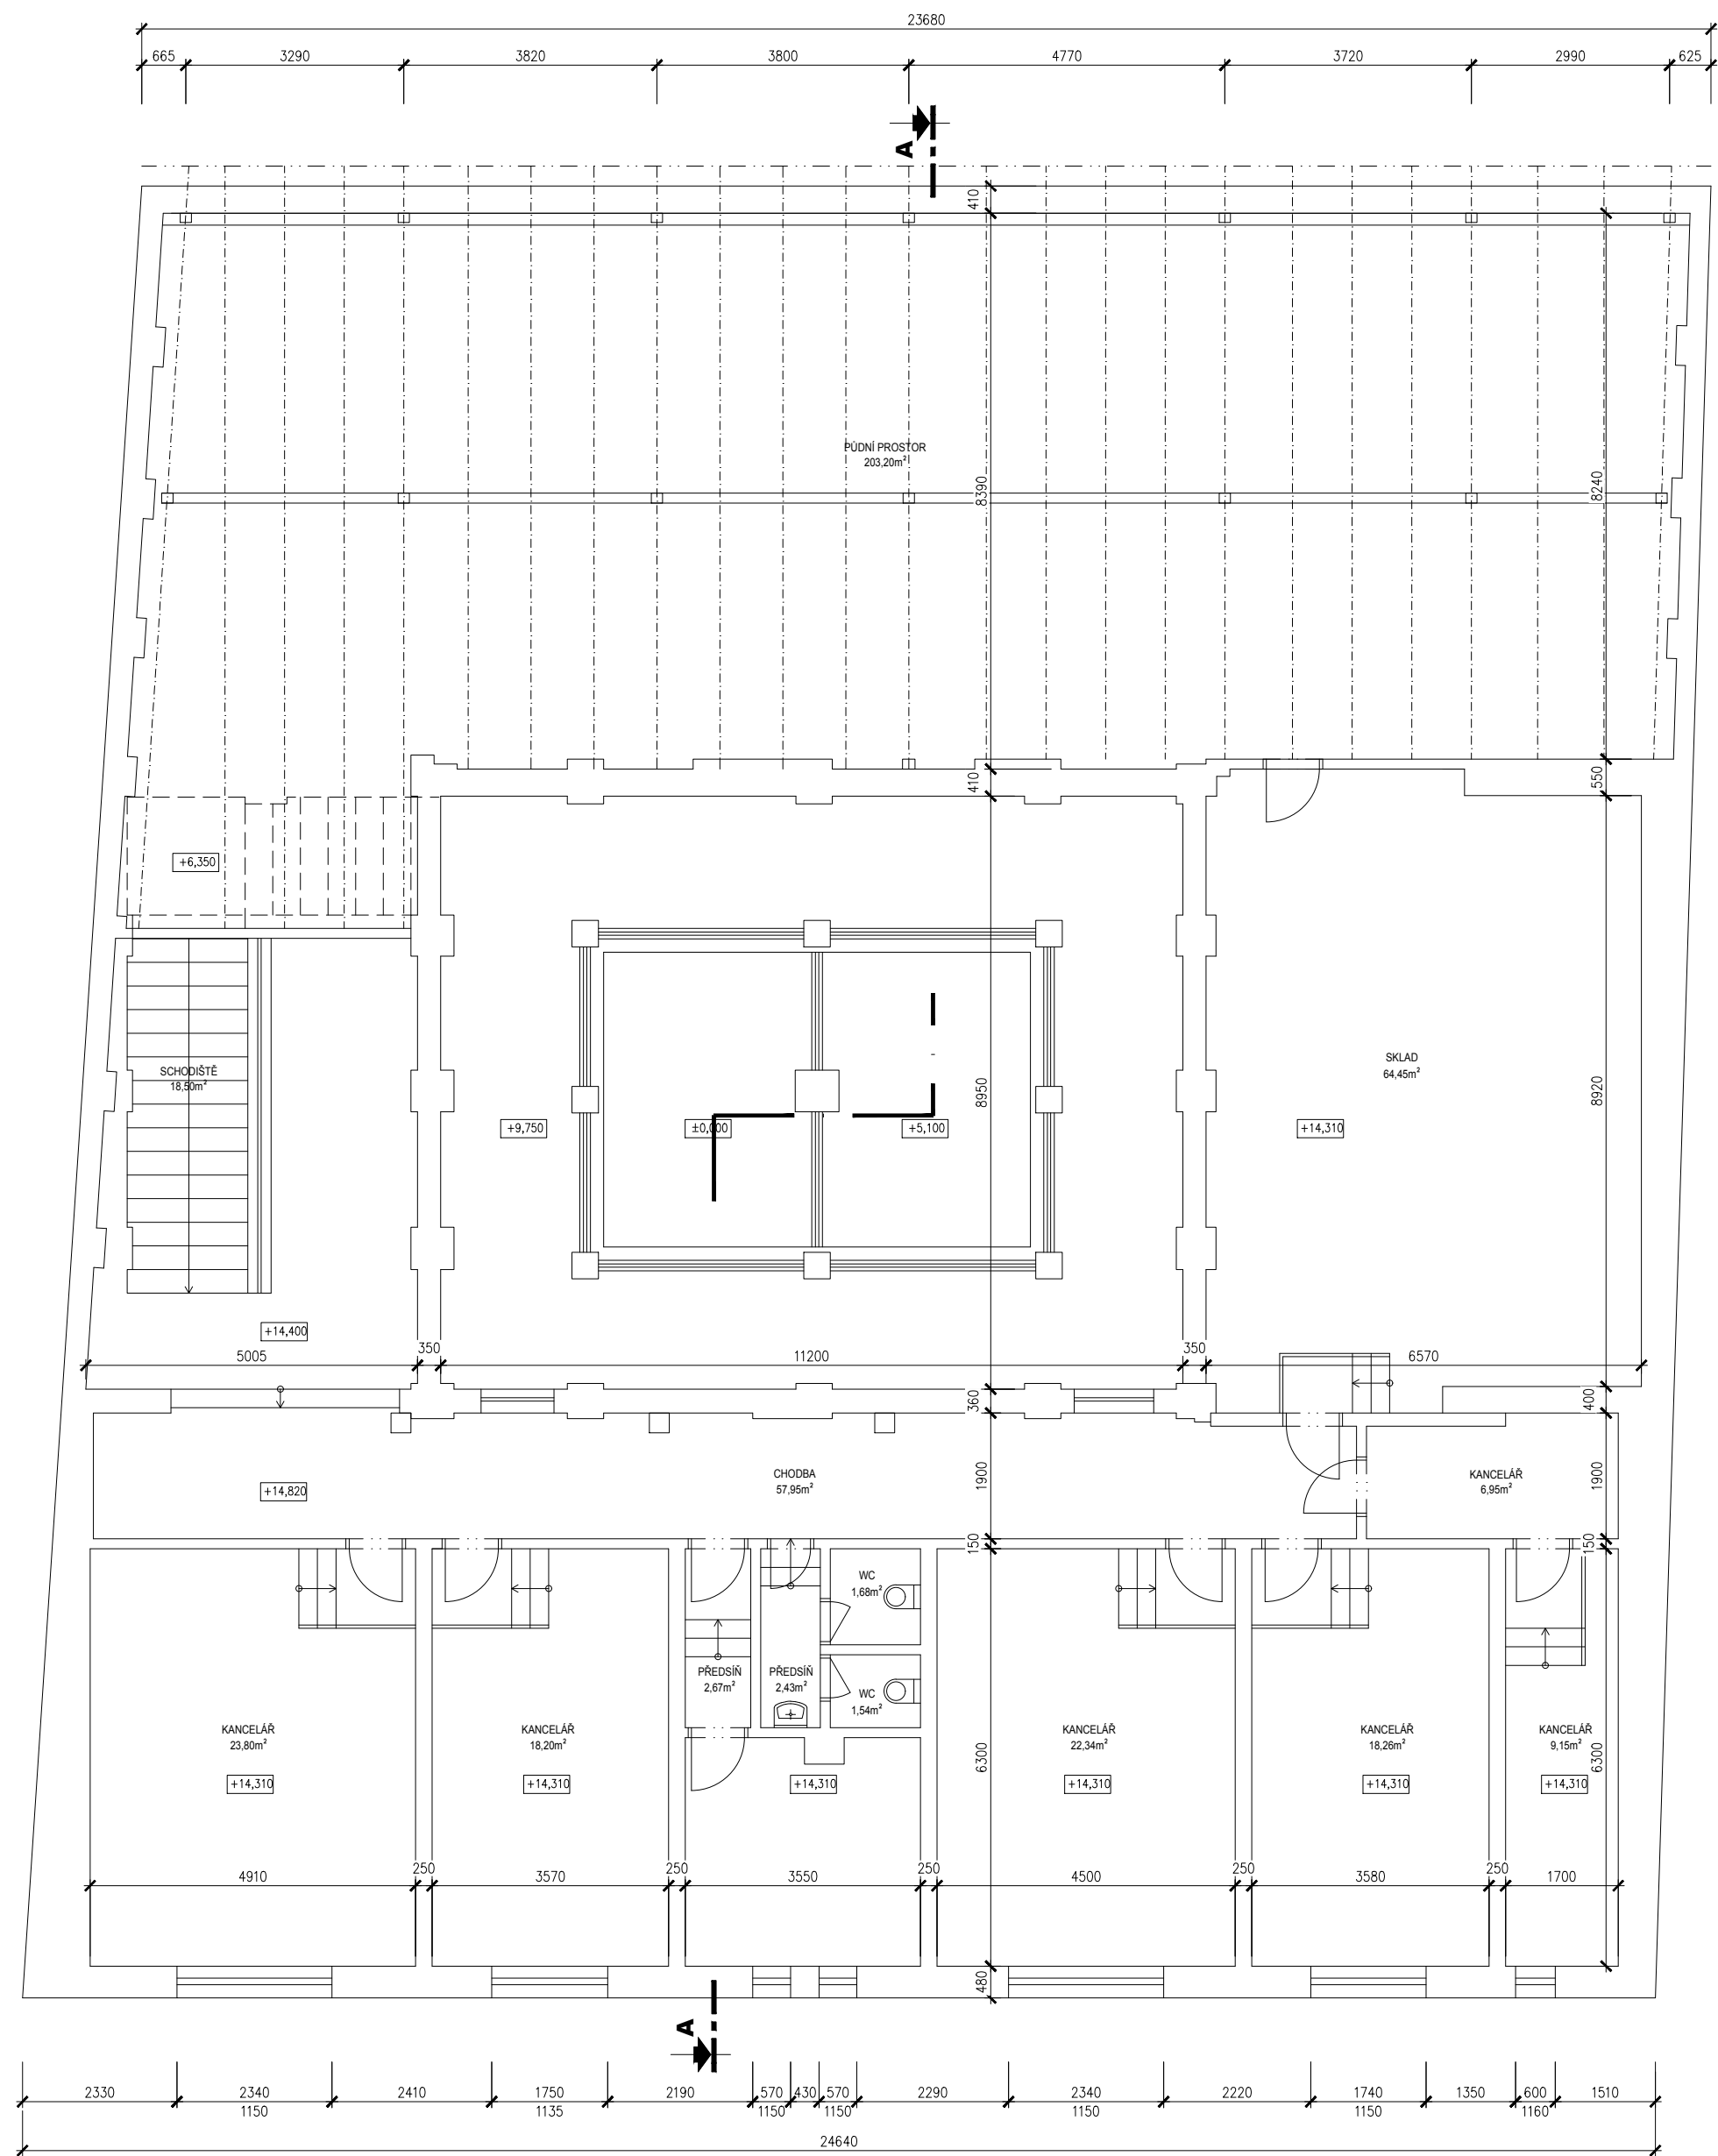 23680
665
3290
3820
3800
4770
3720
2990
625
A
410
PŮDNÍ PROSTOR
203,20m²
8390
8240
410
550
+6,350
SCHODIŠTĚ
18,50m²
SKLAD
64,45m²
8950
8920
+9,750
±0,000
+5,100
+14,310
+14,400
5005
350
11200
350
6570
360
400
CHODBA
57,95m²
+14,820
1900
KANCELÁŘ
6,95m²
1900
150
150
WC
1,68m²
PŘEDSÍŇ
2,67m²
PŘEDSÍŇ
2,43m²
WC
1,54m²
KANCELÁŘ
23,80m²
KANCELÁŘ
18,20m²
KANCELÁŘ
22,34m²
KANCELÁŘ
18,26m²
KANCELÁŘ
9,15m²
6300
6300
+14,310
+14,310
+14,310
+14,310
+14,310
+14,310
4910
250
3570
250
3550
250
4500
250
3580
250
1700
480
A
2330
2340
2410
1750
2190
570
430
570
2290
2340
2220
1740
1350
600
1510
1150
1135
1150
1150
1150
1150
1160
24640